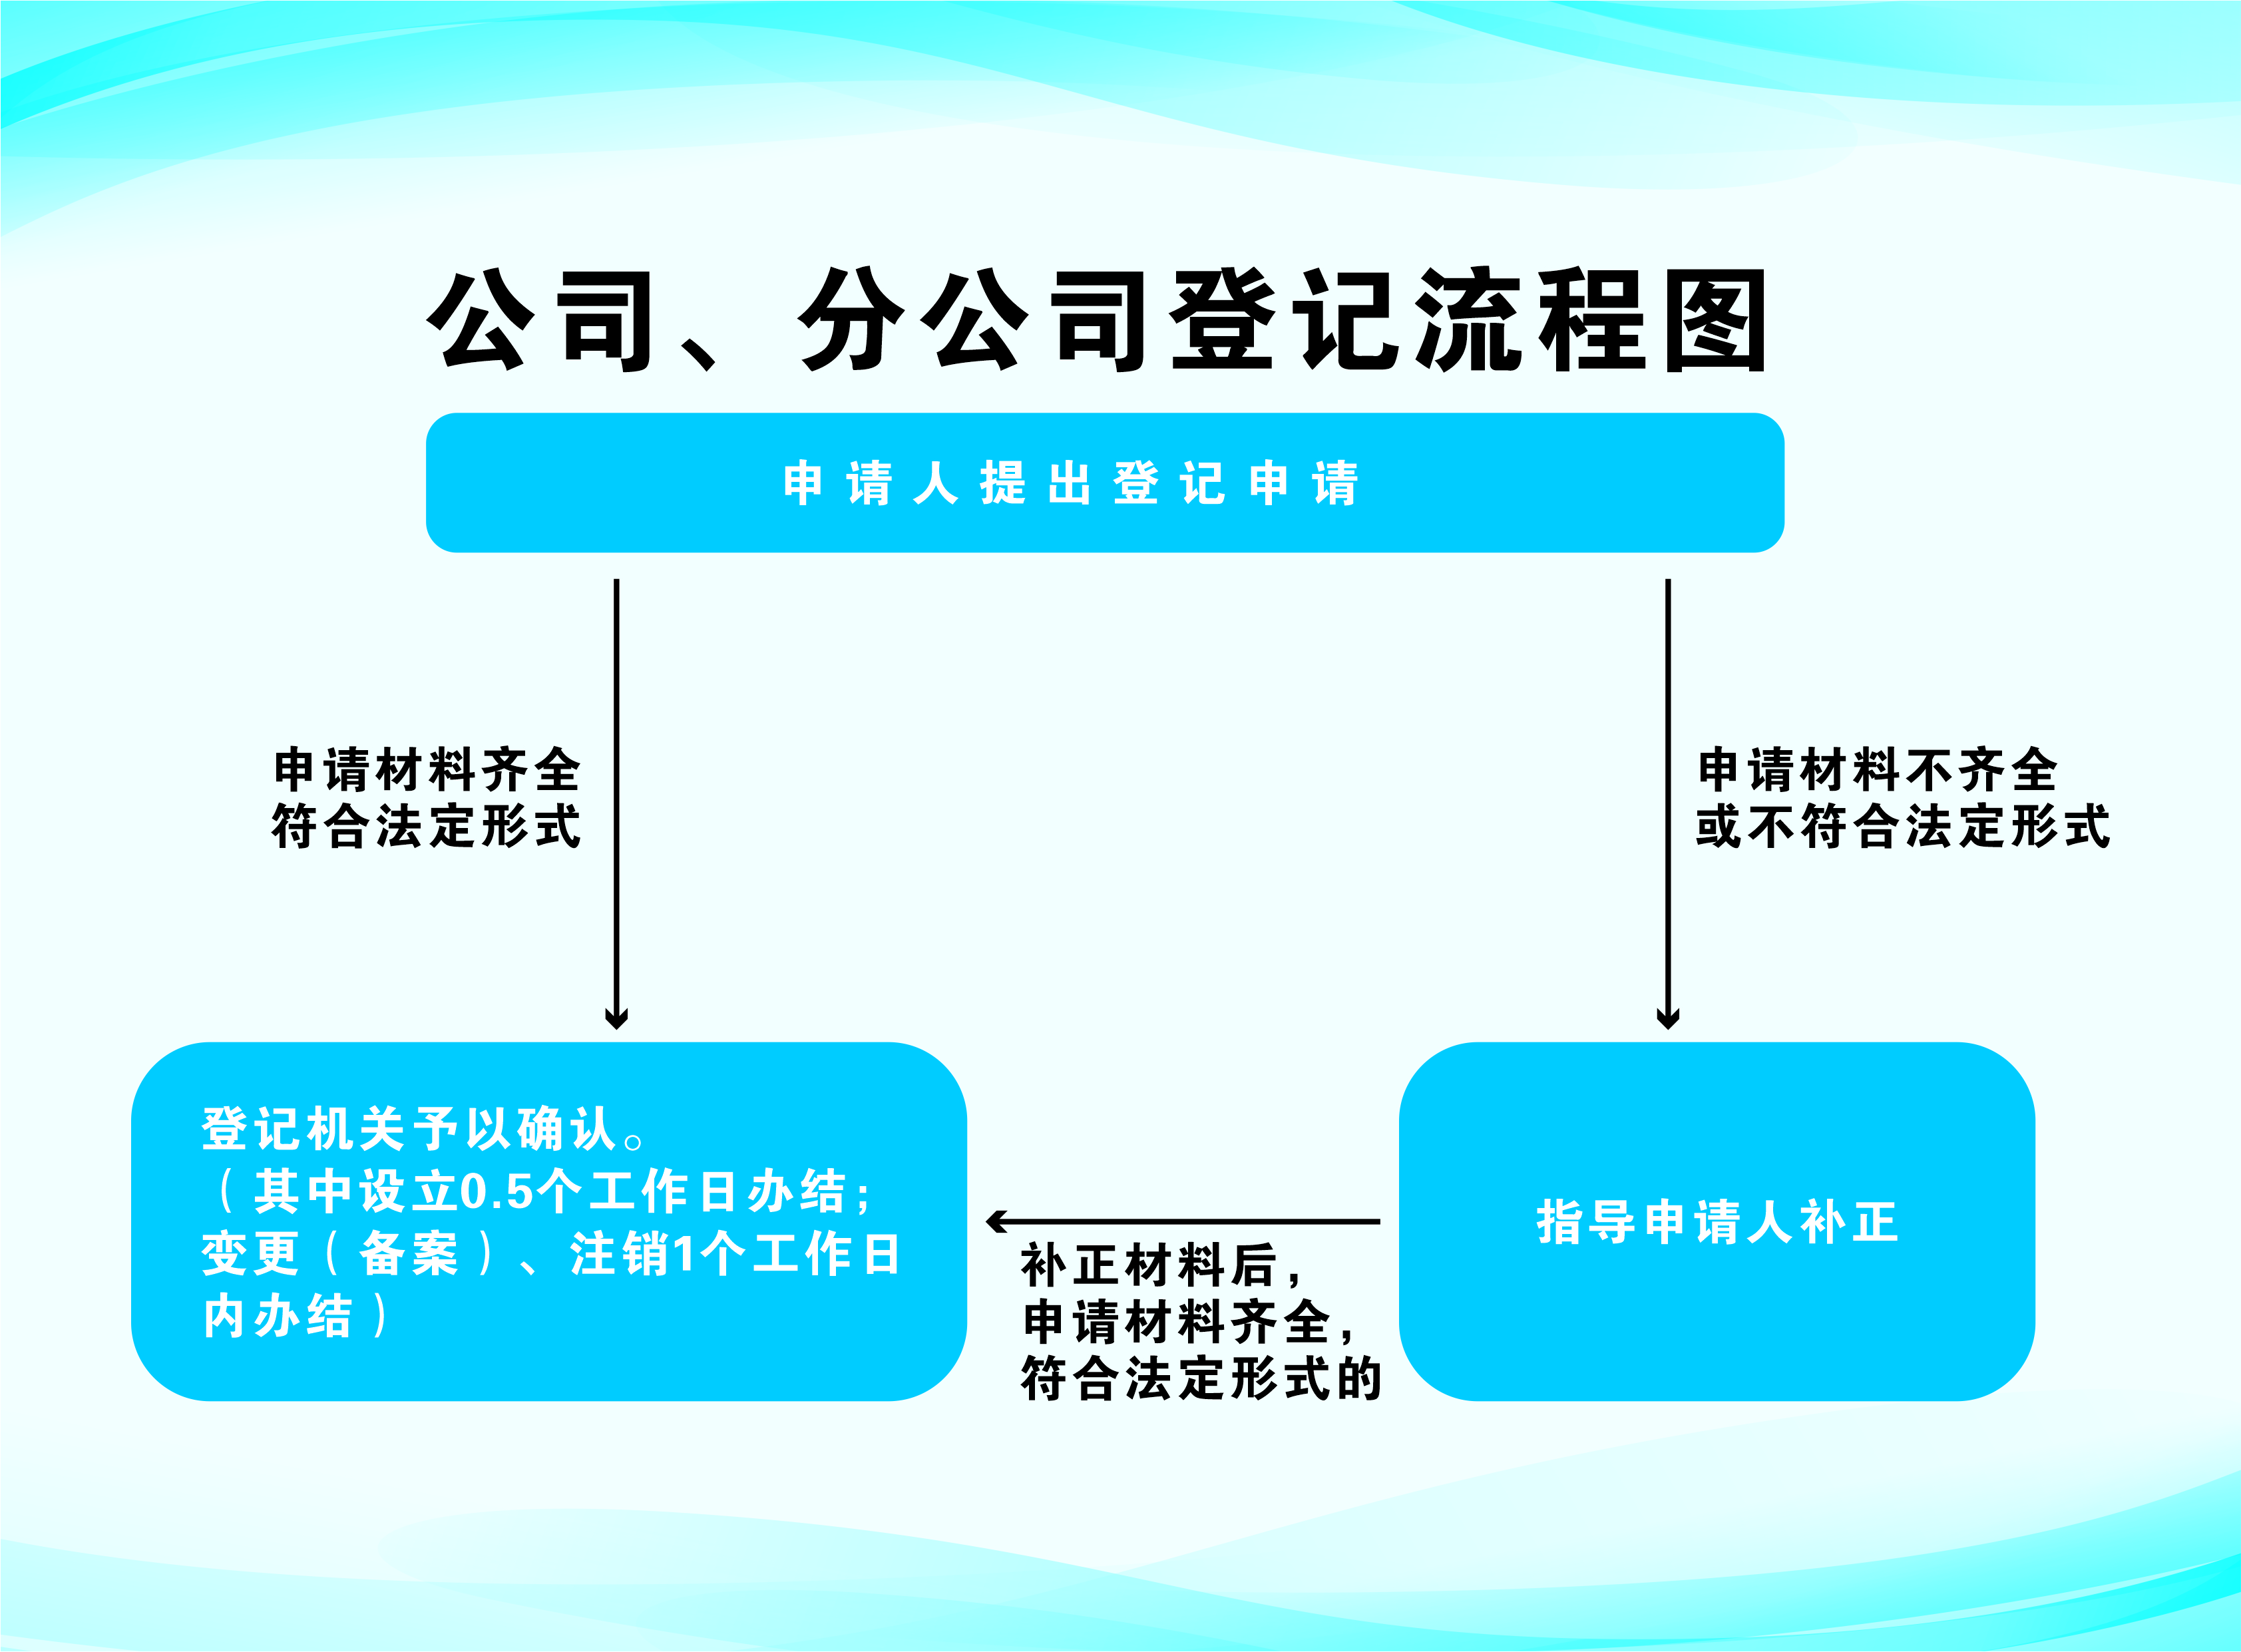 公司、分公司登记流程图
申请人提出登记申请
申请材料齐全
符合法定形式
申请材料不齐全
或不符合法定形式
登记机关予以确认。
（其中设立0.5个工作日办结；
变更（备案）、注销1个工作日
内办结）
补正材料后，
申请材料齐全，
符合法定形式的
指导申请人补正